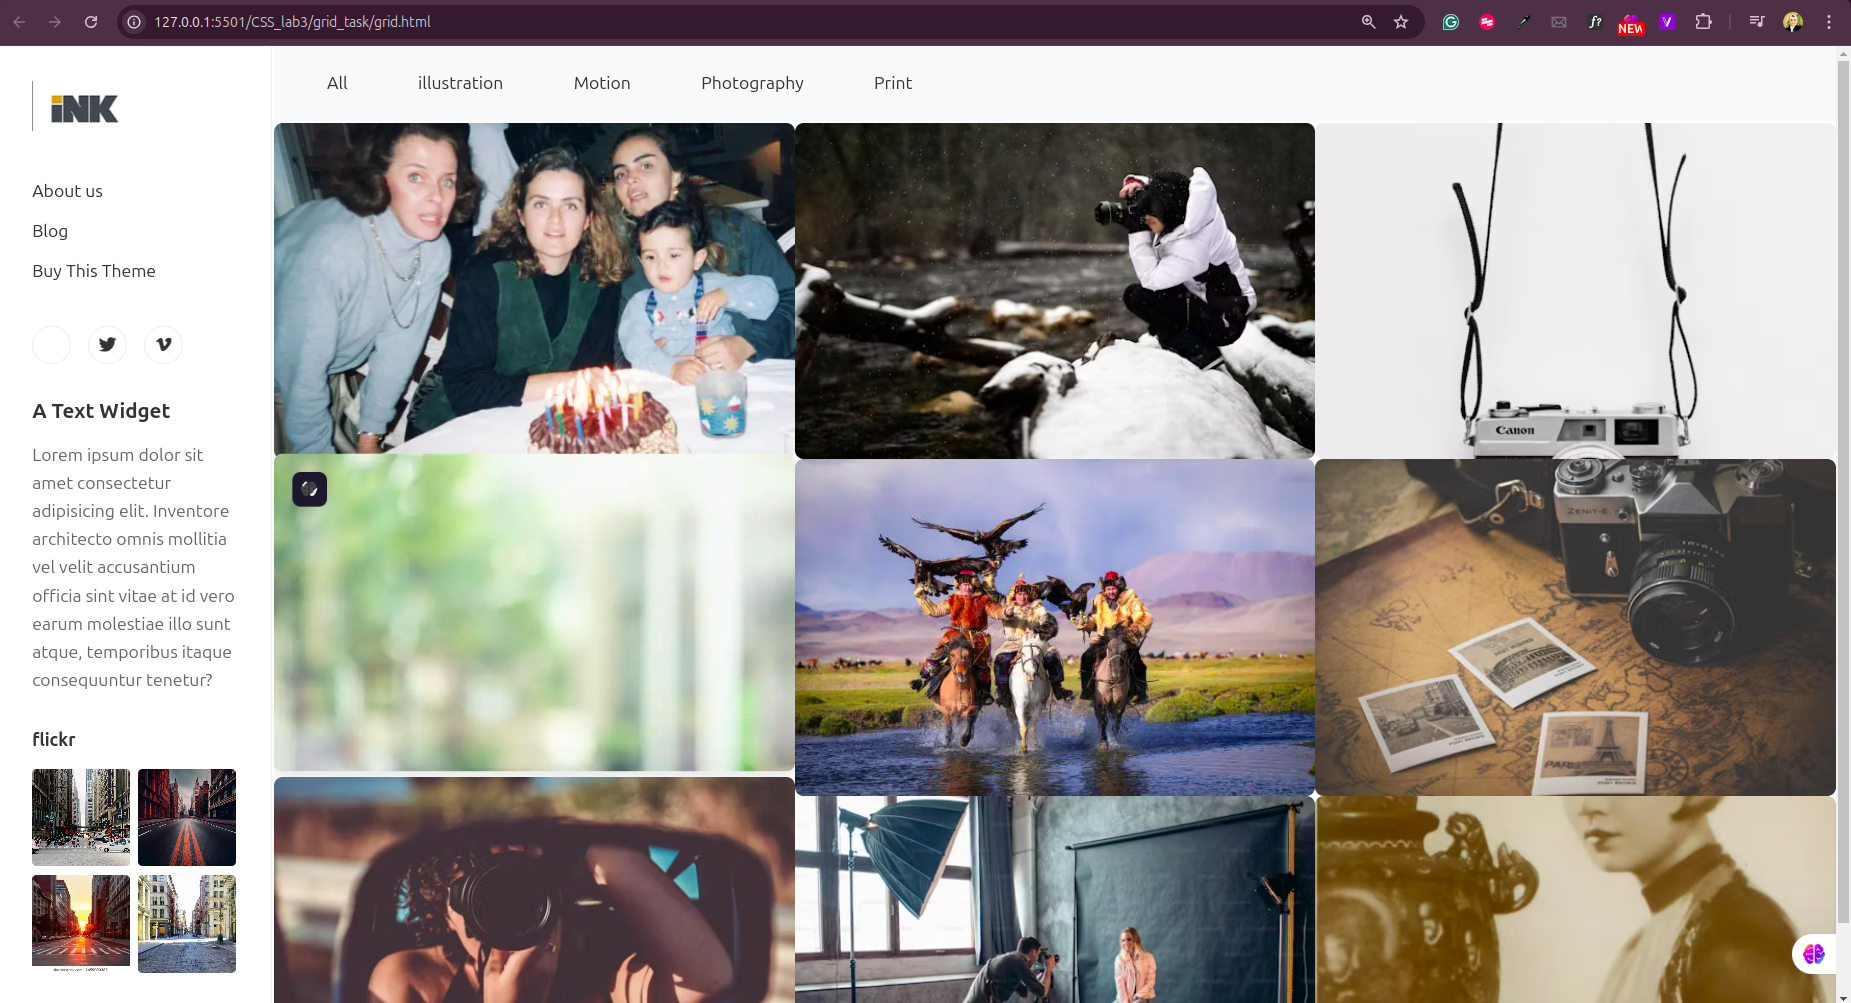 127.0.0.1:5501/CSS_lab3/grid_task/grid.html
f?
NEW
V
iNK
All
illustration
Motion
Photography
Print
About us
Blog
Buy This Theme
A Text Widget
Lorem ipsum dolor sit
amet consectetur
adipisicing elit. Inventore
architecto omnis mollitia
vel velit accusantium
officia sint vitae at id vero
earum molestiae illo sunt
atque, temporibus itaque
consequuntur tenetur?
flickr
Canon
ZENIT-E
PARIS